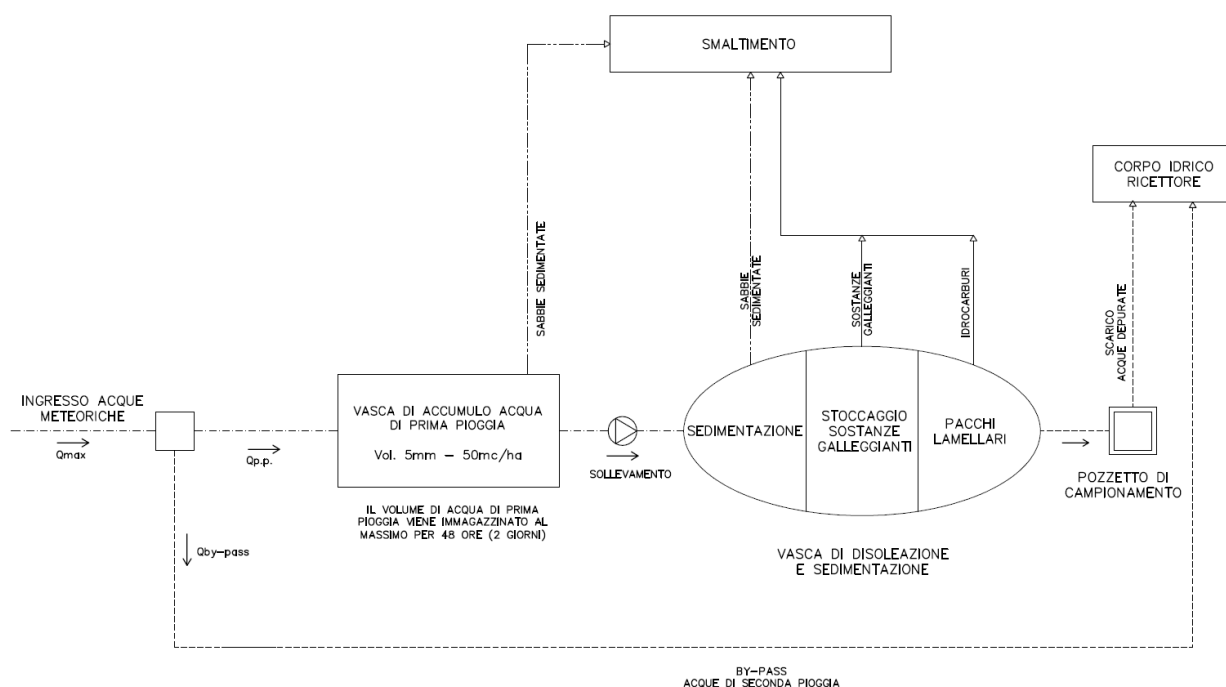 SMALTIMENTO
CORPO IDRICO
RICETTORE
SABBIE SEDIMENTATE
SABBIE
SEDIMENTATE
SOSTANZE
GALLEGGIANTI
IDROCARBURI
SCARICO
ACQUE DEPURATE
INGRESSO ACQUE
METEORICHE
Qmax
Qp.p.
VASCA DI ACCUMULO ACQUA
DI PRIMA PIOGGIA
Vol. 5mm – 50mc/ha
SOLLEVAMENTO
SEDIMENTAZIONE
STOCCAGGIO
SOSTANZE
GALLEGGIANTI
PACCHI
LAMELLARI
POZZETTO DI
CAMPIONAMENTO
IL VOLUME DI ACQUA DI PRIMA
PIOGGIA VIENE IMMAGAZZINATO AL
MASSIMO PER 48 ORE (2 GIORNI)
Qby–pass
VASCA DI DISOLEAZIONE
E SEDIMENTAZIONE
BY–PASS
ACQUE DI SECONDA PIOGGIA